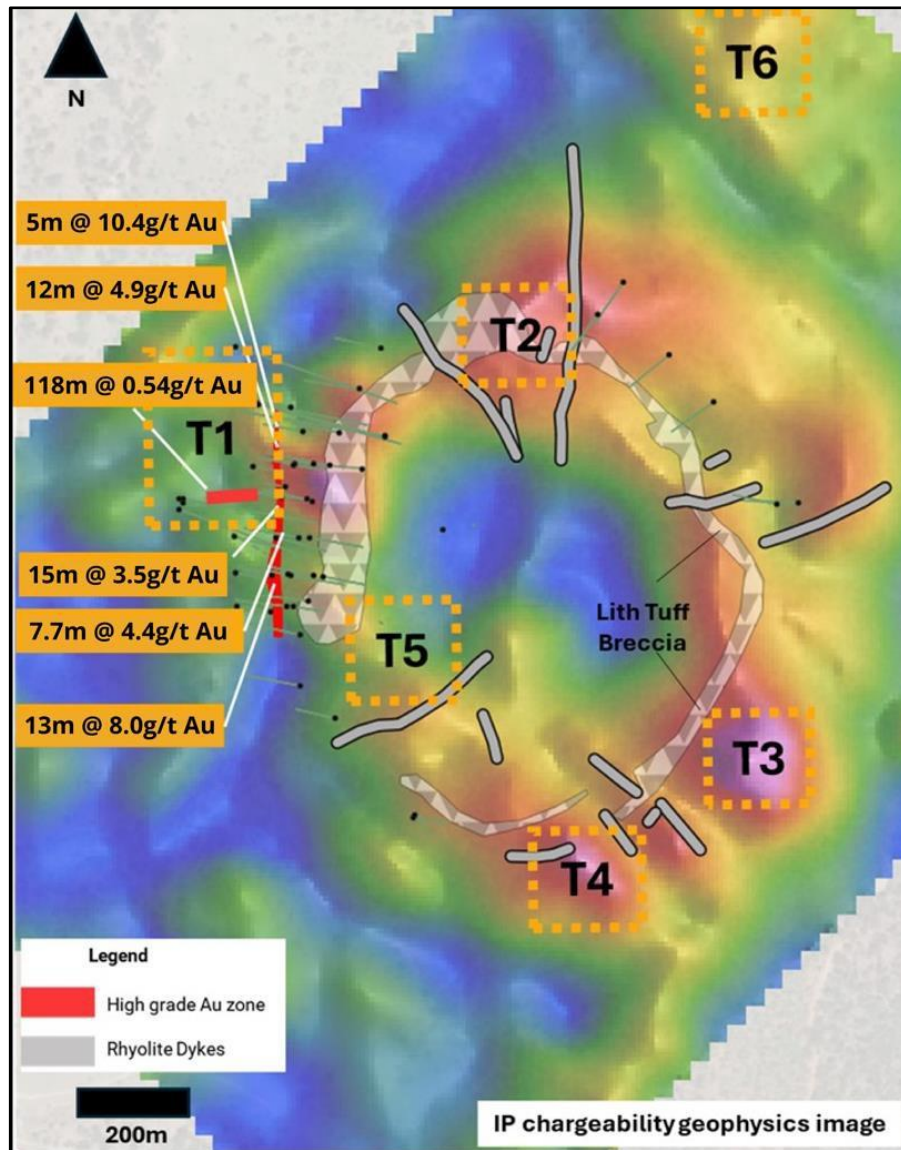 N
T6
5m @ 10.4g/t Au
12m @ 4.9g/t Au
T2
118m @ 0.54g/t Au
T1
15m @ 3.5g/t Au
Lith Tuff
Breccia
7.7m @ 4.4g/t Au
T5
13m @ 8.0g/t Au
T3
T4
Legend
High grade Au zone
Rhyolite Dykes
200m
IP chargeability geophysics image